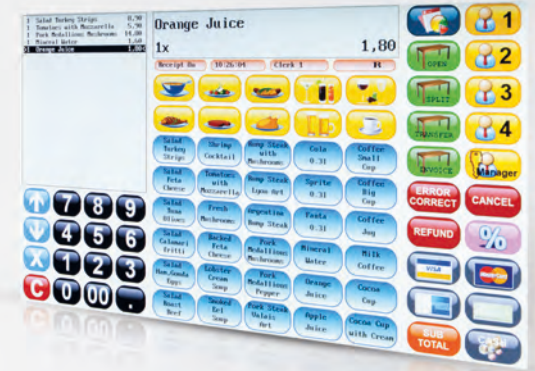 1 Salad Turkey Strips 8,90
1 Tomatoes with Mozzarella 5,90
1 Pork Medallions Mushrooms 14,80
1 Mineral Water 1,60
1 Orange Juice 1,80
Orange Juice
1x 1,80
Receipt On
10:26:04
Clerk 1
R
1
OPEN
2
SPLIT
3
TRANSFER
4
INVOICE
Manager
Salad
Turkey
Strips
Shrimp
Cocktail
Rump Steak
with
Mushrooms
Cola
0.3l
Coffee
Small
Cup
Salad
Feta
Cheese
Tomatoes
with
Mozzarella
Rump Steak
Lyon Art
Sprite
0.3l
Coffee
Big
Cup
ERROR
CORRECT
CANCEL
Salad
Tuna
Olives
Fresh
Mushrooms
Argentina
Rump Steak
Fanta
0.3l
Coffee
Jug
REFUND
%
7
8
9
Salad
Calamari
Fritti
Backed
Feta
Cheese
Pork
Medallions
Mushrooms
Mineral
Water
Milk
Coffee
VISA
4
5
6
Salad
Ham,Gouda
Eggs
Lobster
Cream
Soup
Pork
Medallions
Pepper
Orange
Juice
Cocoa
Cup
X
1
2
3
Salad
Roast
Beef
Smoked
Eel
Soup
Pork Steak
Valais
Art
Apple
Juice
Cocoa Cup
with Cream
SUB
TOTAL
C
0
00
.